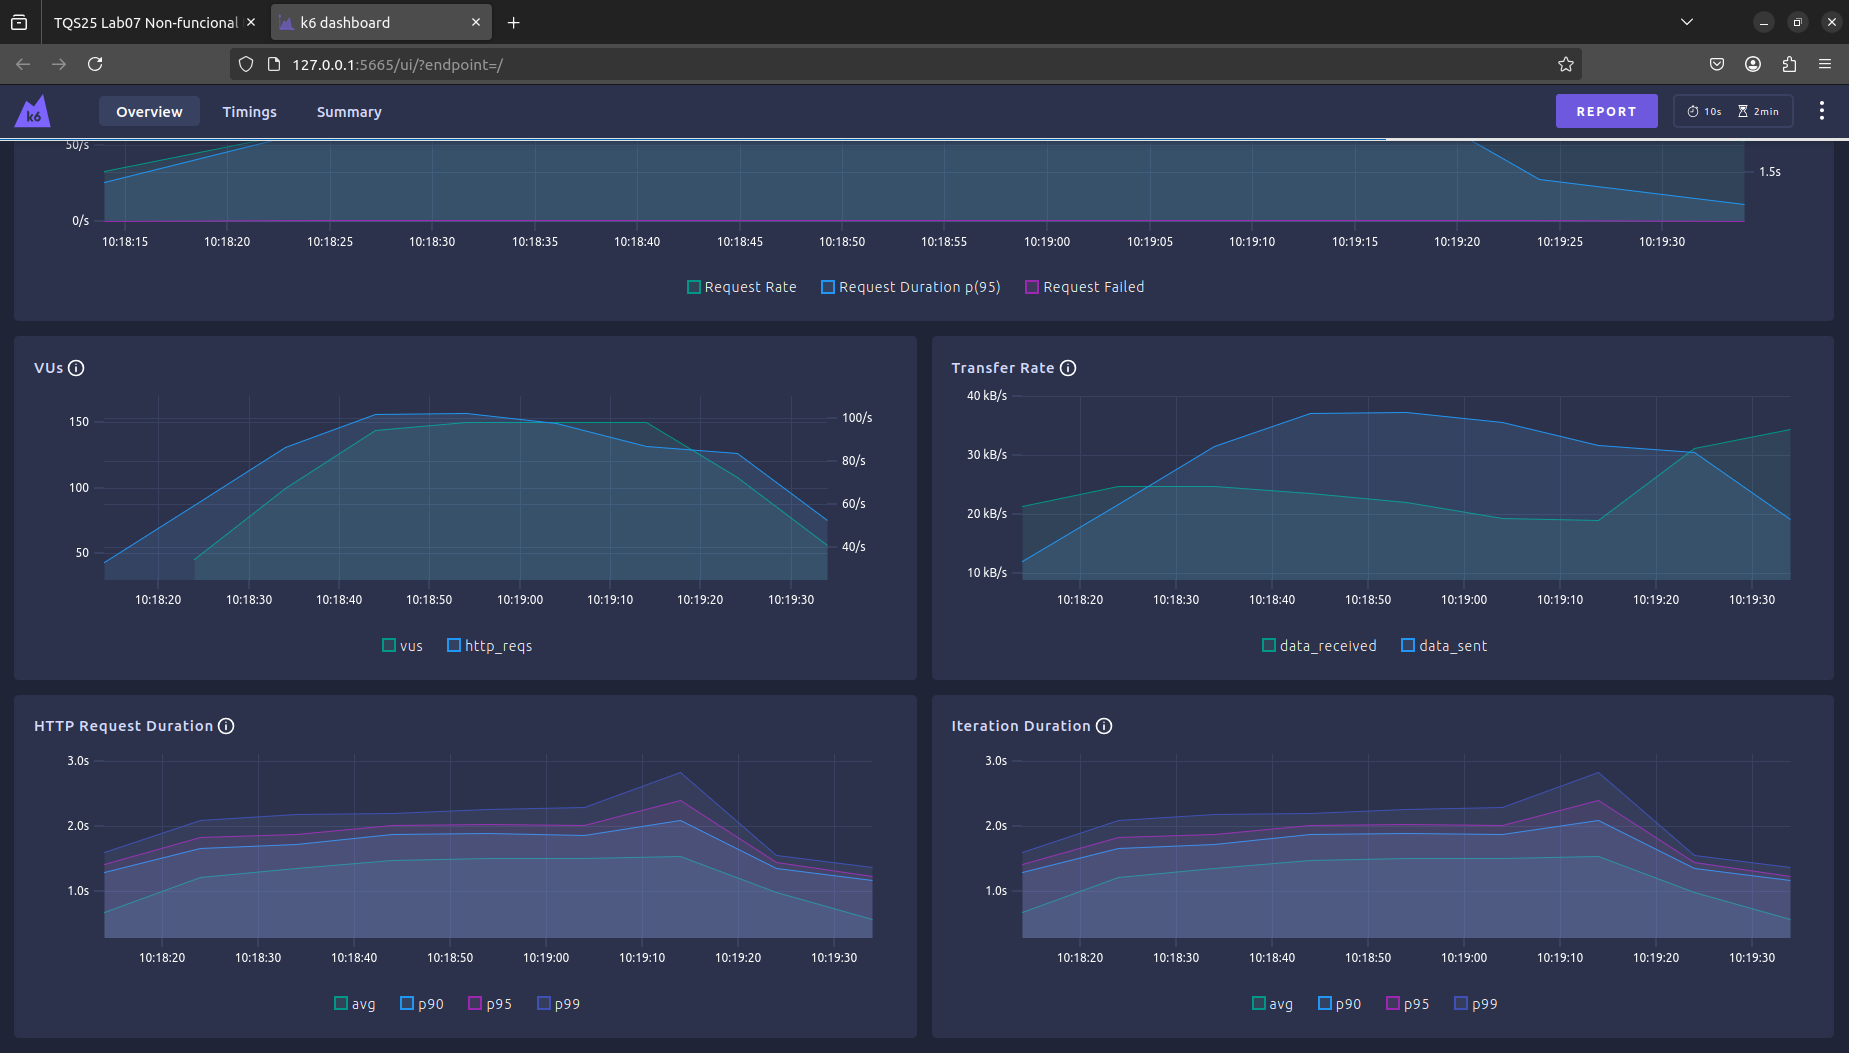 TQS25 Lab07 Non-funcional
k6 dashboard
127.0.0.1:5665/ui/?endpoint=/
k6
Overview
Timings
Summary
REPORT
10s
2min
50/s
1.5s
0/s
10:18:15 10:18:20 10:18:25 10:18:30 10:18:35 10:18:40 10:18:45 10:18:50 10:18:55 10:19:00 10:19:05 10:19:10 10:19:15 10:19:20 10:19:25 10:19:30
Request Rate Request Duration p(95) Request Failed
VUs
150
100
50
100/s
80/s
60/s
40/s
10:18:20 10:18:30 10:18:40 10:18:50 10:19:00 10:19:10 10:19:20 10:19:30
vus http_reqs
Transfer Rate
40 kB/s
30 kB/s
20 kB/s
10 kB/s
10:18:20 10:18:30 10:18:40 10:18:50 10:19:00 10:19:10 10:19:20 10:19:30
data_received data_sent
HTTP Request Duration
3.0s
2.0s
1.0s
10:18:20 10:18:30 10:18:40 10:18:50 10:19:00 10:19:10 10:19:20 10:19:30
avg p90 p95 p99
Iteration Duration
3.0s
2.0s
1.0s
10:18:20 10:18:30 10:18:40 10:18:50 10:19:00 10:19:10 10:19:20 10:19:30
avg p90 p95 p99